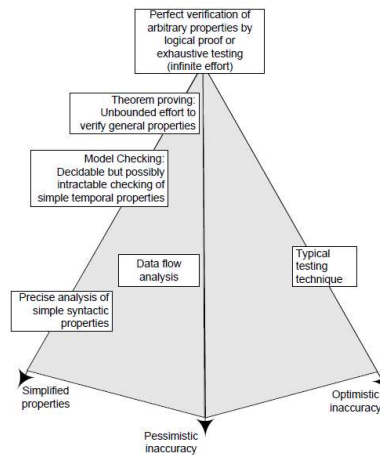 Perfect verification of
arbitrary properties by
logical proof or
exhaustive testing
(infinite effort)
Theorem proving:
Unbounded effort to
verify general properties
Model Checking:
Decidable but possibly
intractable checking of
simple temporal properties
Data flow
analysis
Typical
testing
technique
Precise analysis of
simple syntactic
properties
Simplified
properties
Optimistic
inaccuracy
Pessimistic
inaccuracy